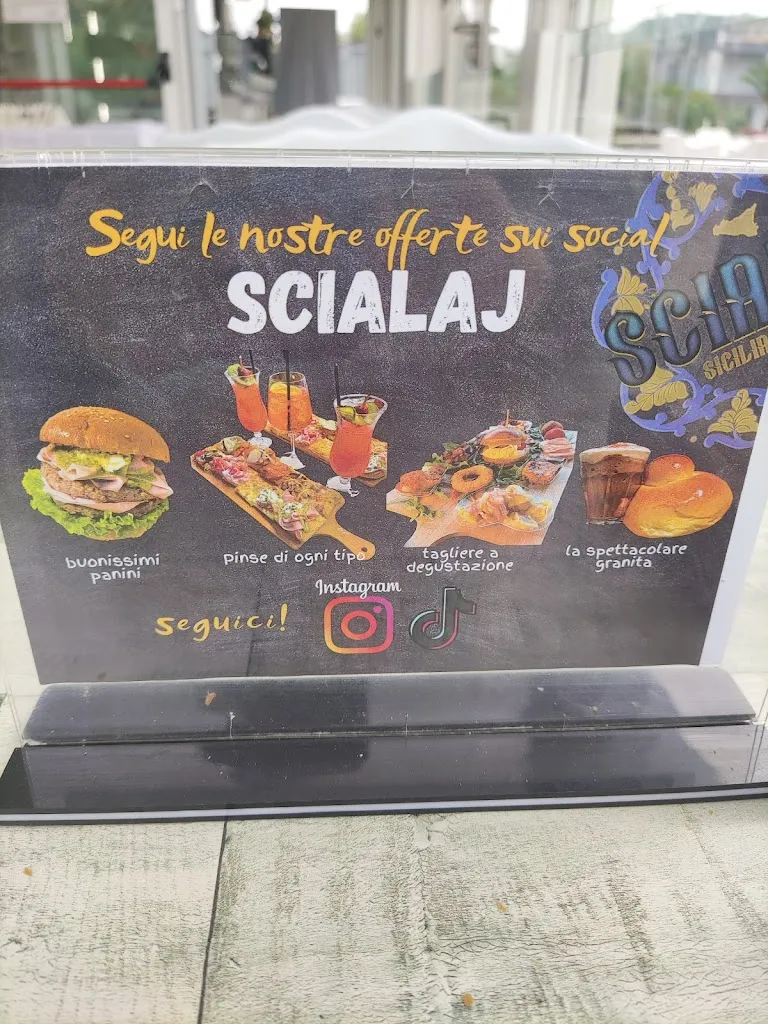 Segui le nostre offerte sui social
SCIALAJ
buonissimi
panini
pinse di ogni tipo
tagliere a
degustazione
la spettacolare
granita
Instagram
seguici!